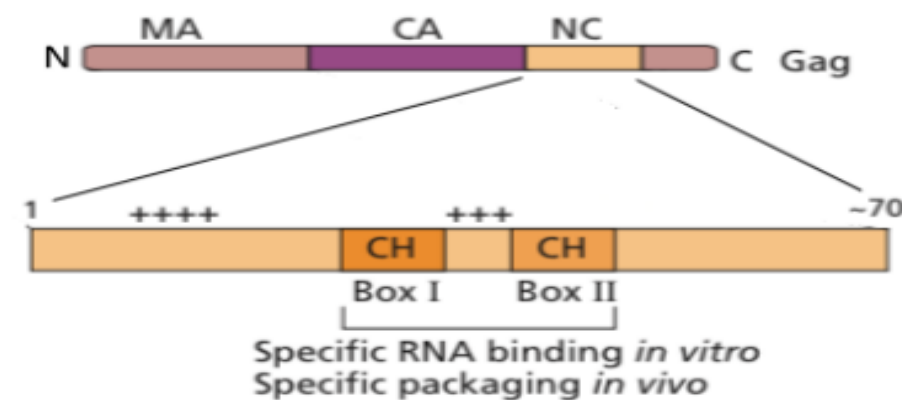 MA CA NC
N C Gag
1 ++++ +++ ~70
CH CH
Box I Box II
Specific RNA binding in vitro
Specific packaging in vivo